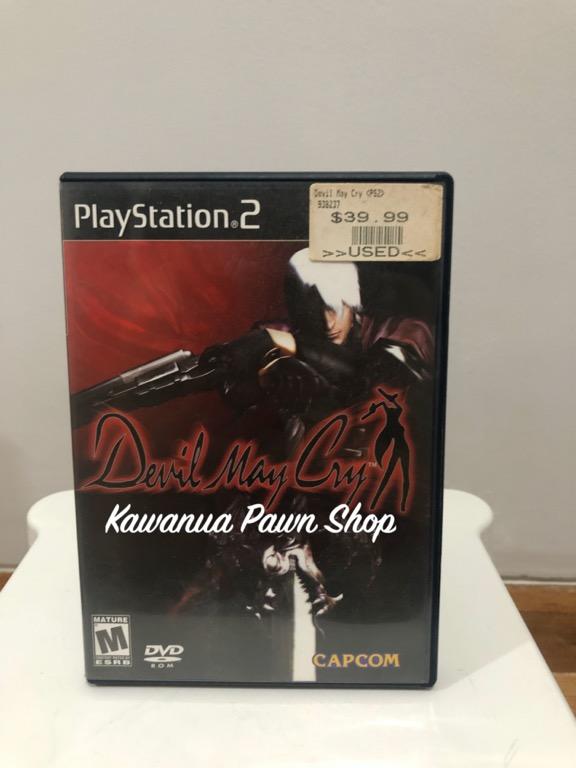 PlayStation®2
Devil May Cry <PS2>
938237
$39.99
>>USED<<
Devil May Cry™
Kawanua Pawn Shop
MATURE
M
ESRB
DVD
ROM
CAPCOM